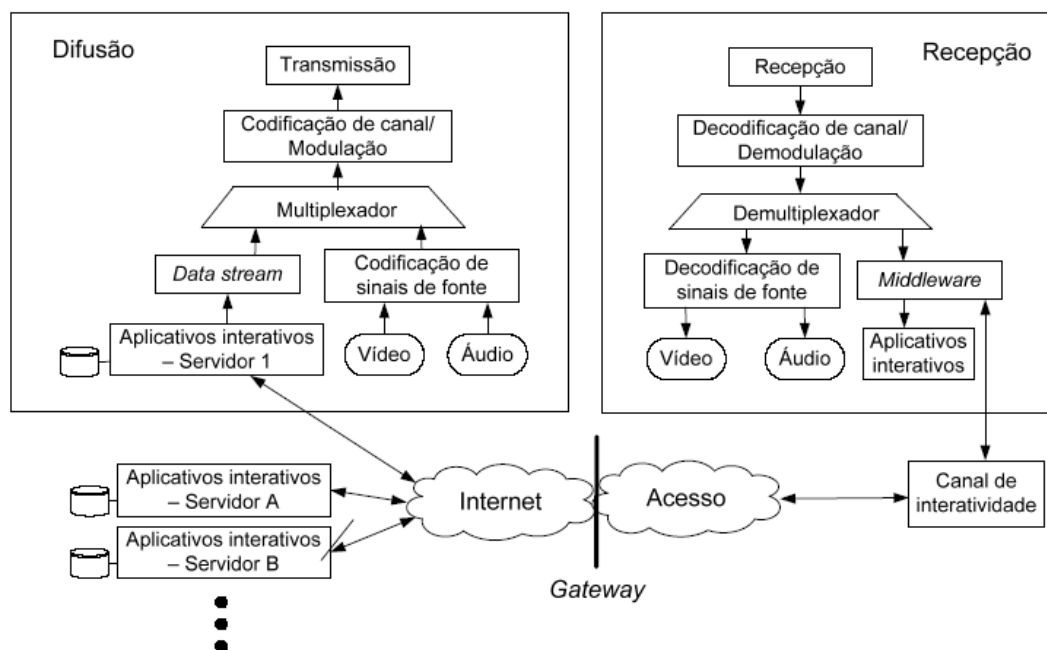 Difusão
Transmissão
Codificação de canal/
Modulação
Multiplexador
Data stream
Codificação de
sinais de fonte
Aplicativos interativos
– Servidor 1
Vídeo
Áudio
Recepção
Recepção
Decodificação de canal/
Demodulação
Demultiplexador
Decodificação de
sinais de fonte
Middleware
Vídeo
Áudio
Aplicativos
interativos
Aplicativos interativos
– Servidor A
Aplicativos interativos
– Servidor B
Internet
Acesso
Gateway
Canal de
interatividade